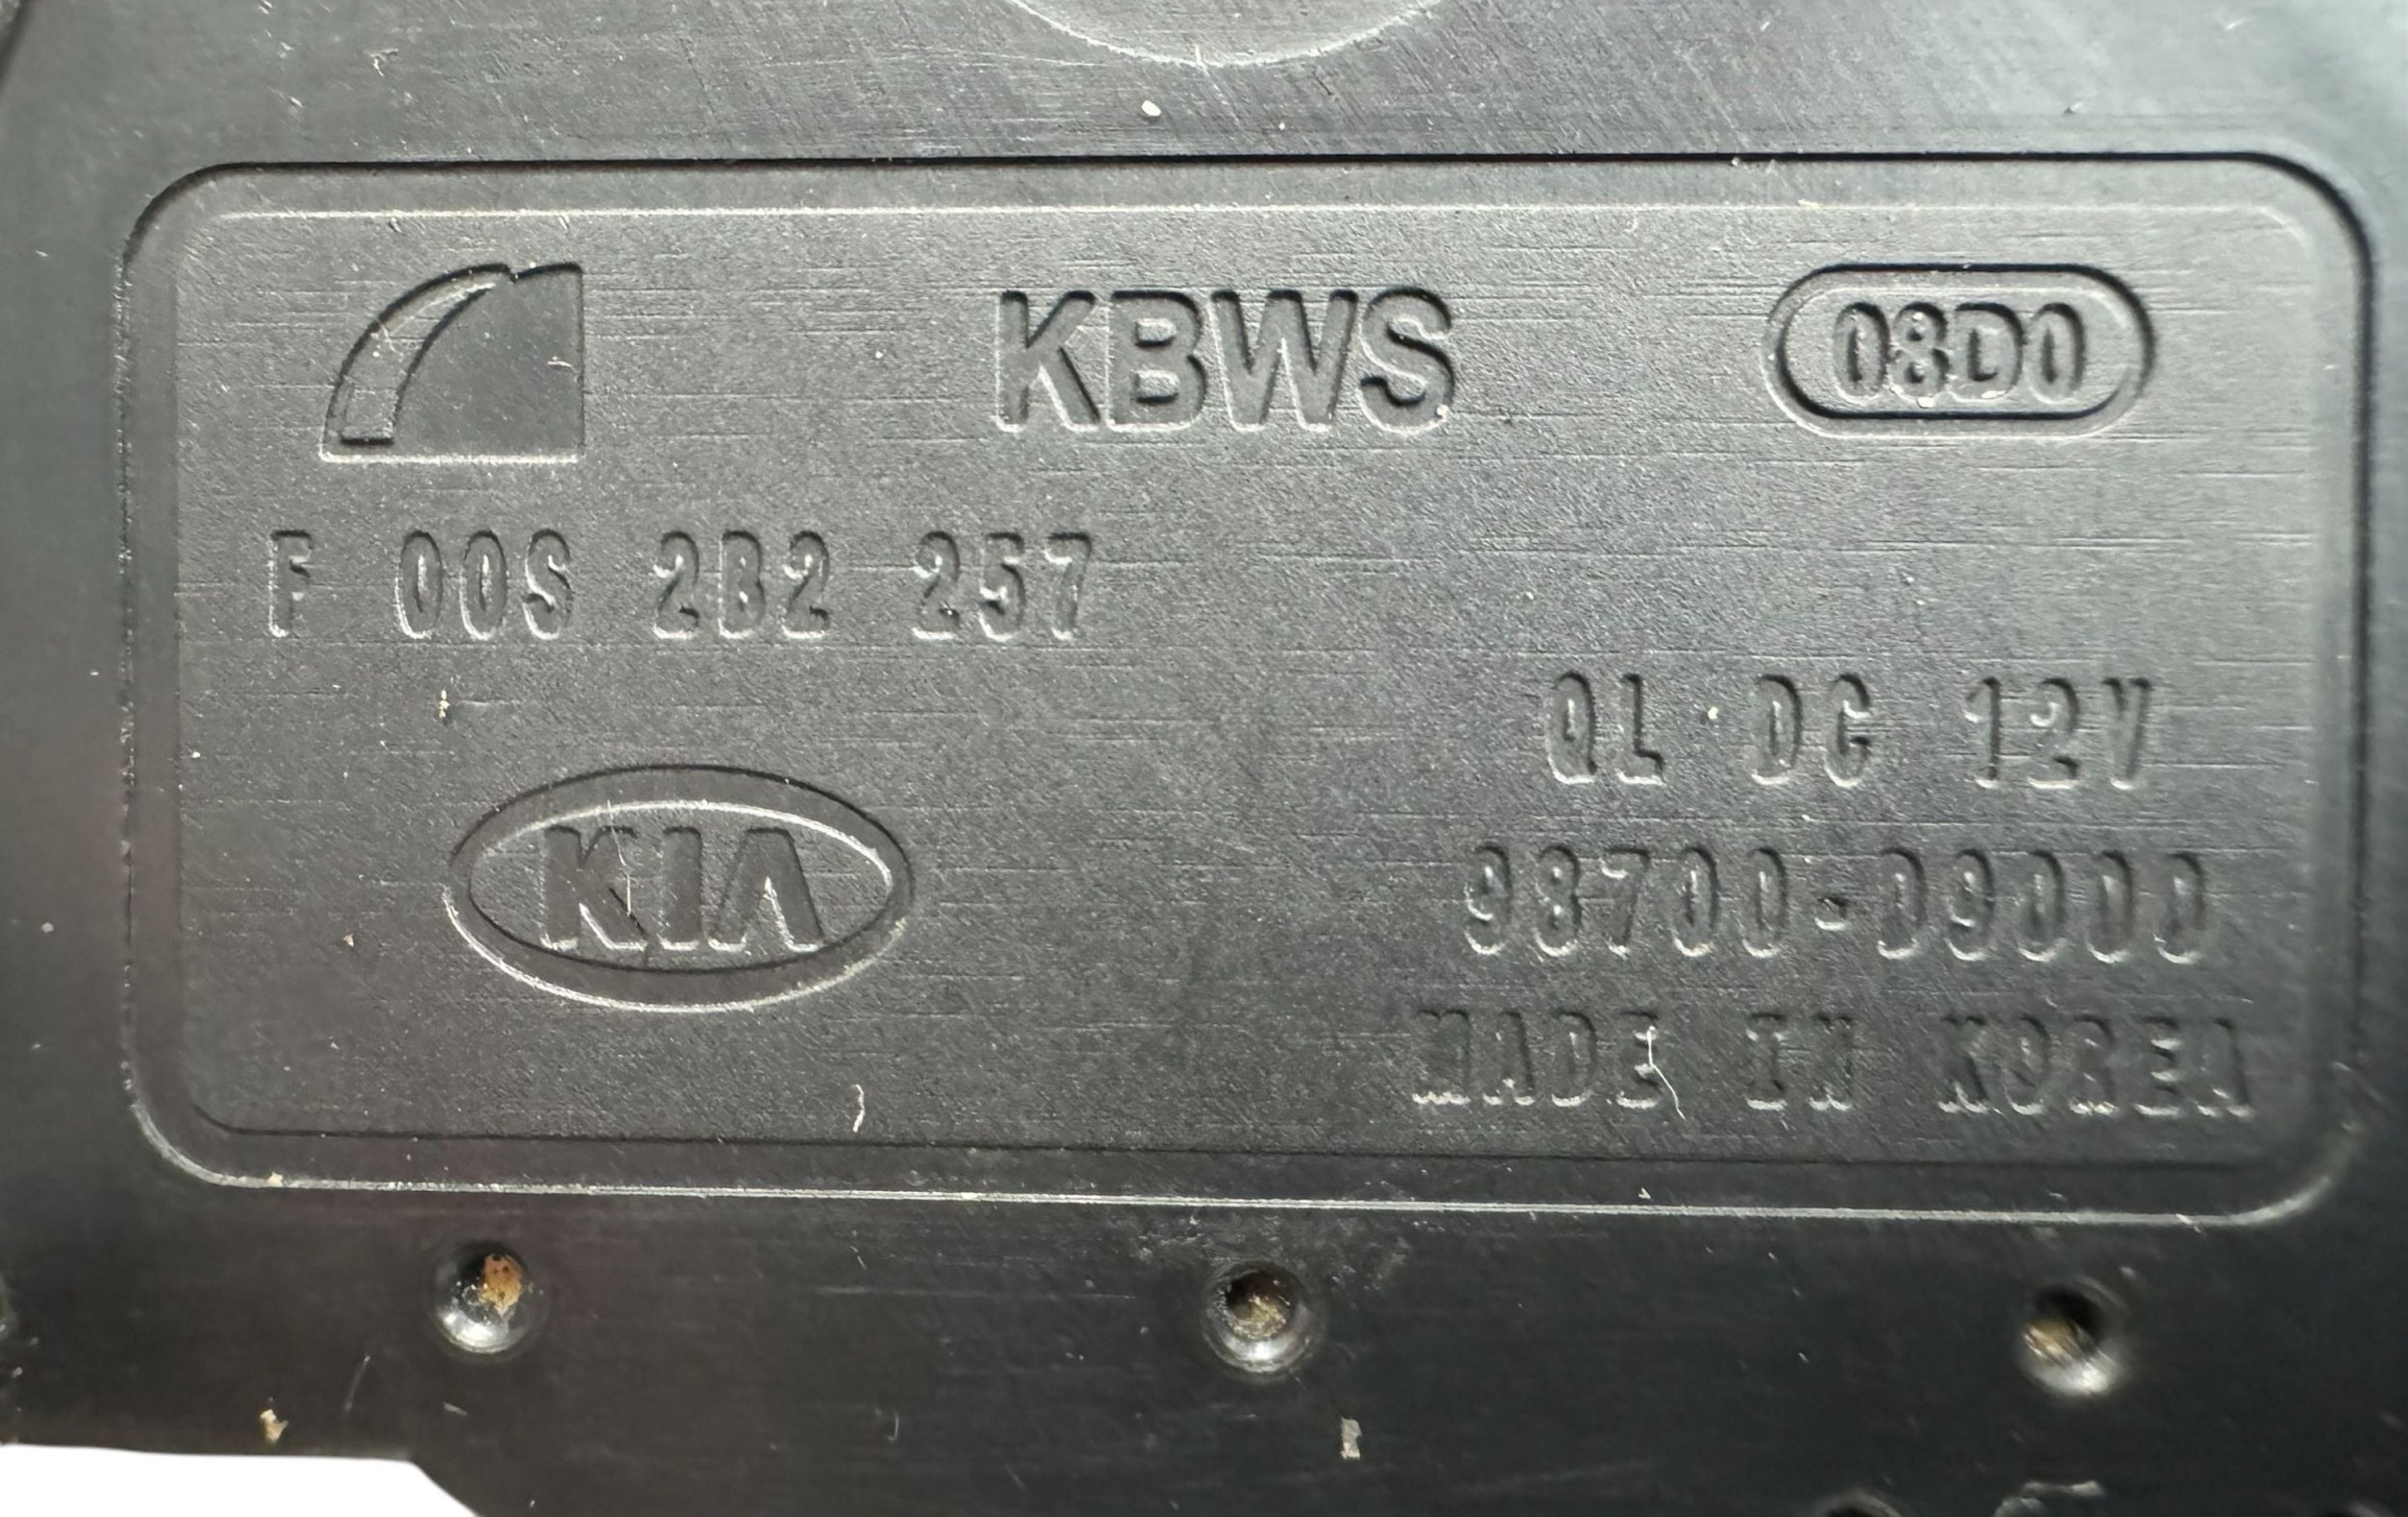 KBWS 08D0
F 00S 2B2 257
QL DC 12V
KIA
98700-D9000
MADE IN KOREA